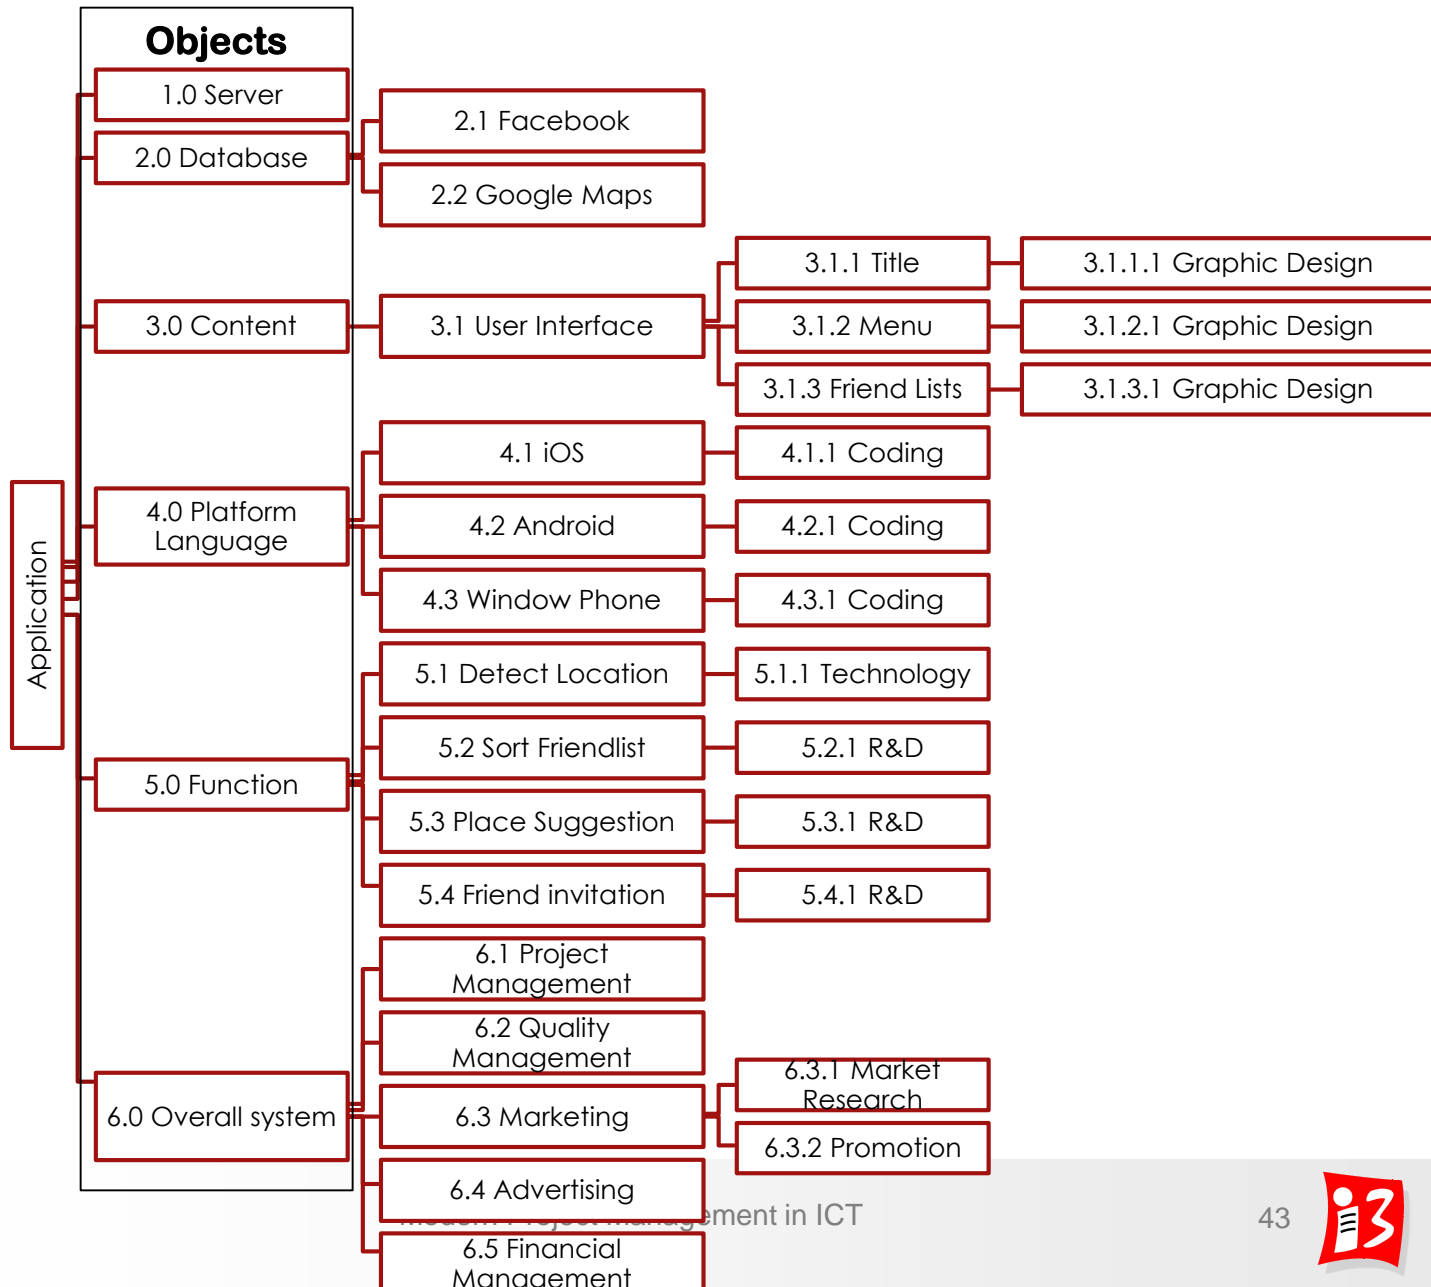 Objects
1.0 Server
2.0 Database
2.1 Facebook
2.2 Google Maps
3.0 Content
3.1 User Interface
3.1.1 Title
3.1.1.1 Graphic Design
3.1.2 Menu
3.1.2.1 Graphic Design
3.1.3 Friend Lists
3.1.3.1 Graphic Design
Application
4.0 Platform
Language
4.1 iOS
4.1.1 Coding
4.2 Android
4.2.1 Coding
4.3 Window Phone
4.3.1 Coding
5.0 Function
5.1 Detect Location
5.1.1 Technology
5.2 Sort Friendlist
5.2.1 R&D
5.3 Place Suggestion
5.3.1 R&D
5.4 Friend invitation
5.4.1 R&D
6.0 Overall system
6.1 Project
Management
6.2 Quality
Management
6.3 Marketing
6.3.1 Market
Research
6.3.2 Promotion
6.4 Advertising
6.5 Financial
Management
Modern Project Management in ICT
43
i3